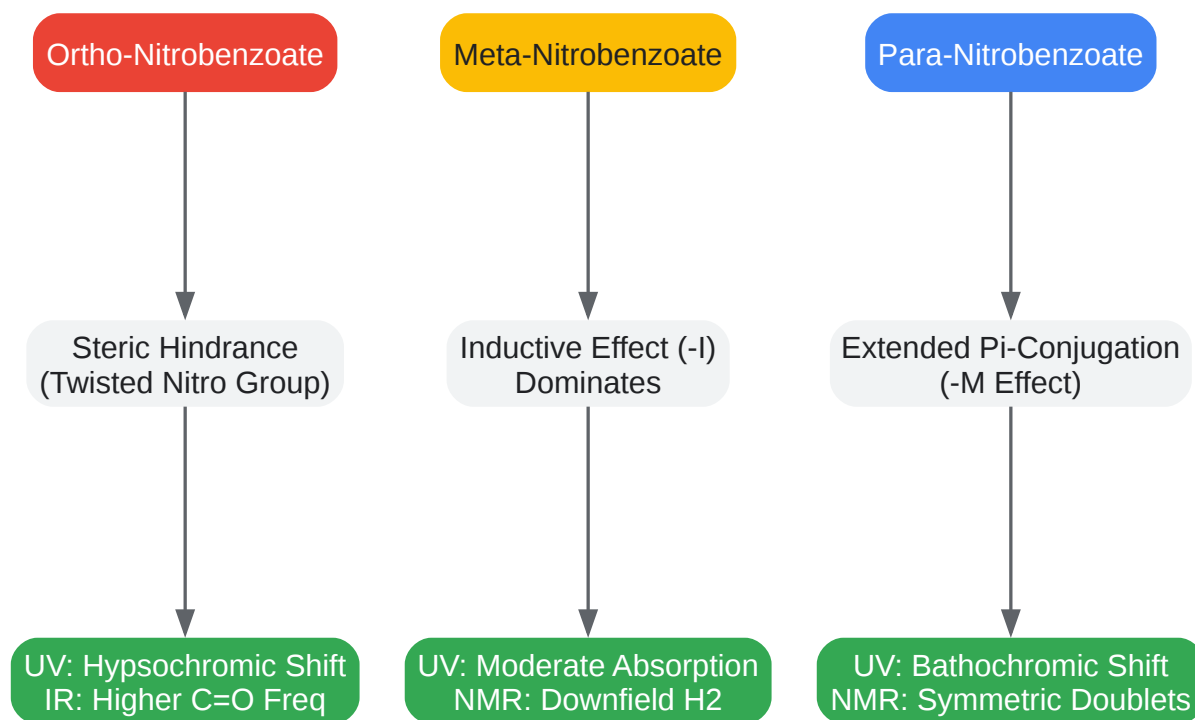 Ortho-Nitrobenzoate
Meta-Nitrobenzoate
Para-Nitrobenzoate
Steric Hindrance
(Twisted Nitro Group)
Inductive Effect (-I)
Dominates
Extended Pi-Conjugation
(-M Effect)
UV: Hypsochromic Shift
IR: Higher C=O Freq
UV: Moderate Absorption
NMR: Downfield H2
UV: Bathochromic Shift
NMR: Symmetric Doublets